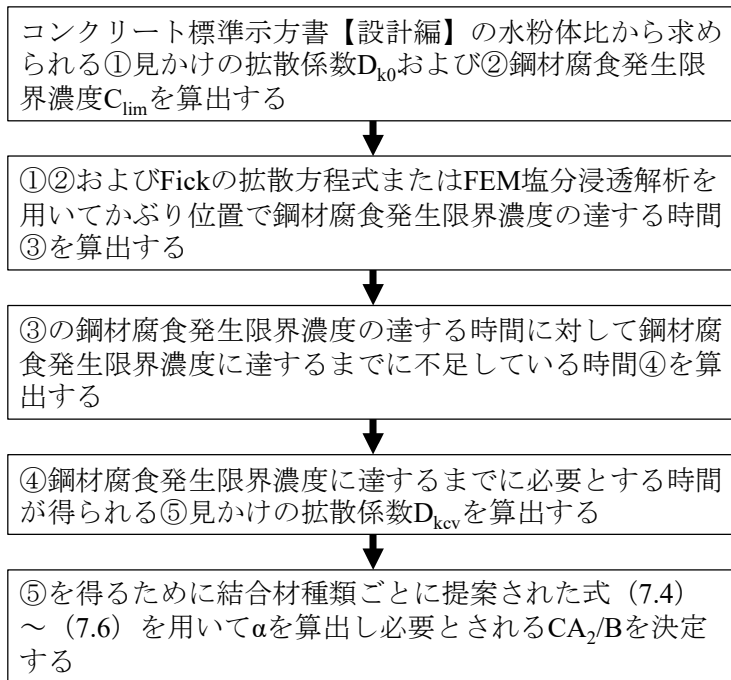 コンクリート標準示方書【設計編】の水粉体比から求め
られる①見かけの拡散係数Dk0および②鋼材腐食発生限
界濃度Climを算出する
①②およびFickの拡散方程式またはFEM塩分浸透解析を
用いてかぶり位置で鋼材腐食発生限界濃度の達する時間
③を算出する
③の鋼材腐食発生限界濃度の達する時間に対して鋼材腐
食発生限界濃度に達するまでに不足している時間④を算
出する
④鋼材腐食発生限界濃度に達するまでに必要とする時間
が得られる⑤見かけの拡散係数Dkcvを算出する
⑤を得るために結合材種類ごとに提案された式（7.4）
～（7.6）を用いてαを算出し必要とされるCA2/Bを決定
する